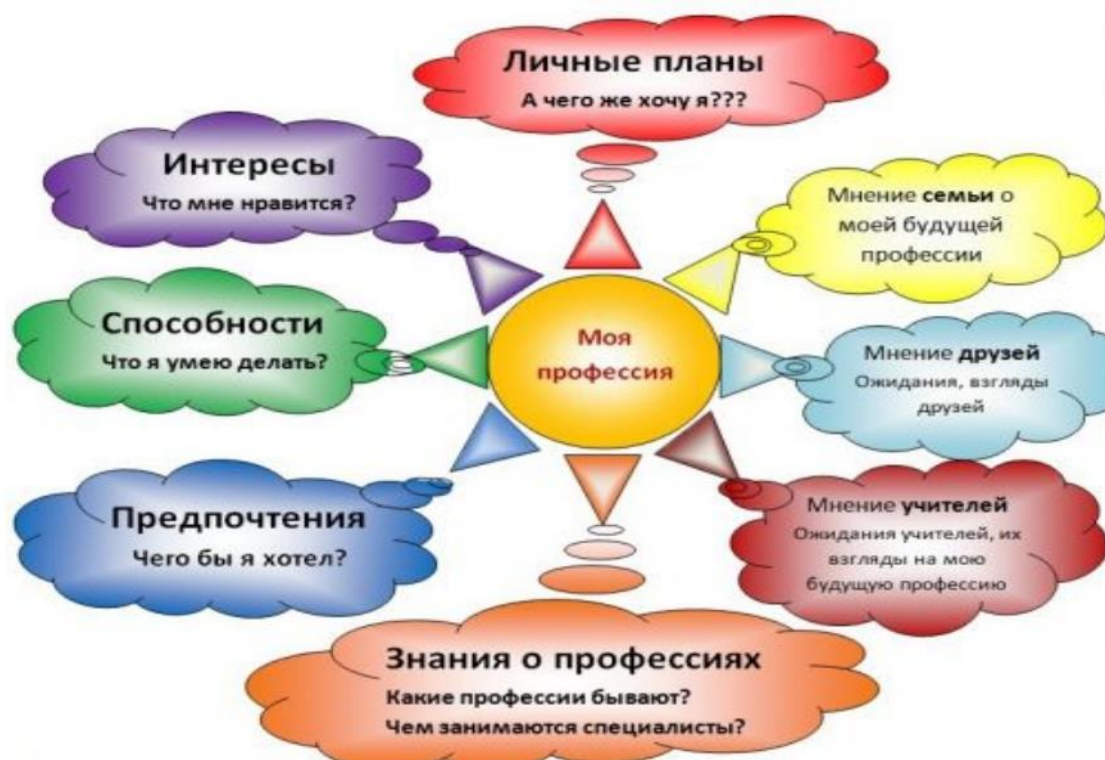 Личные планы
А чего же хочу я???
Интересы
Что мне нравится?
Мнение семьи о
моей будущей
профессии
Способности
Что я умею делать?
Моя
профессия
Мнение друзей
Ожидания, взгляды
друзей
Предпочтения
Чего бы я хотел?
Мнение учителей
Ожидания учителей, их
взгляды на мою
будущую профессию
Знания о профессиях
Какие профессии бывают?
Чем занимаются специалисты?